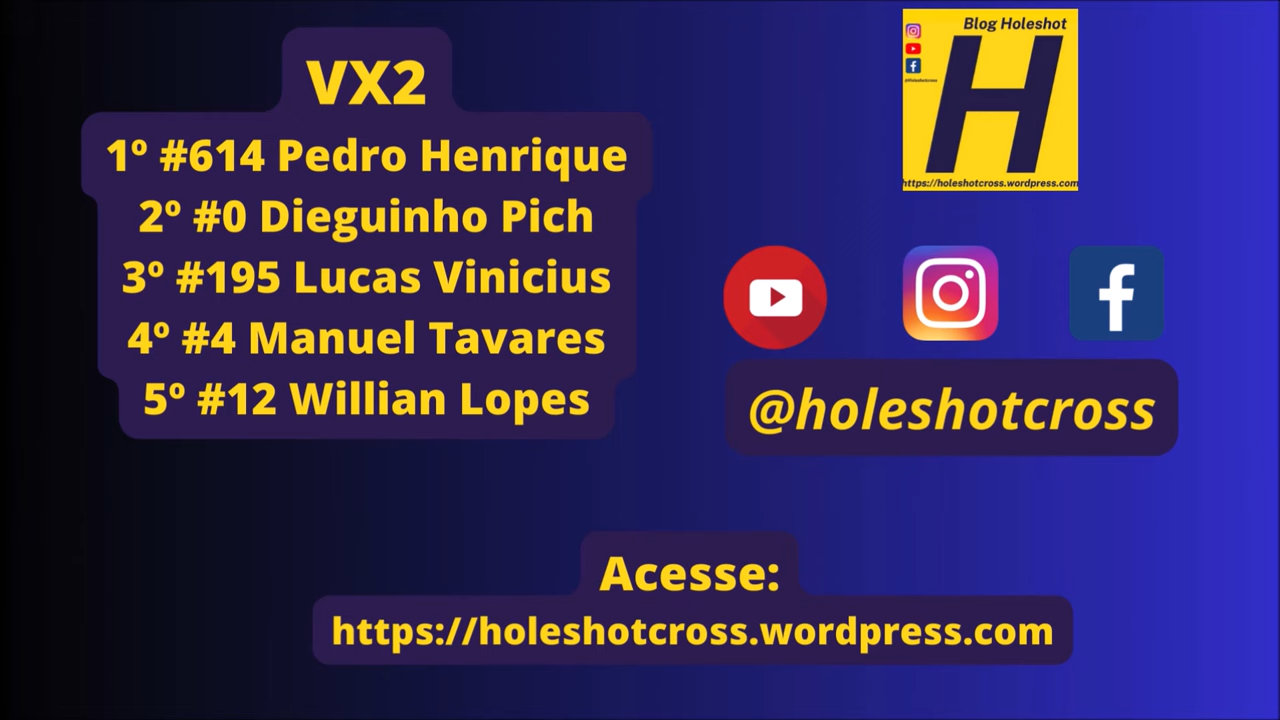 VX2
1º #614 Pedro Henrique
2º #0 Dieguinho Pich
3º #195 Lucas Vinicius
4º #4 Manuel Tavares
5º #12 Willian Lopes
Blog Holeshot
H
@Holeshotcross
https://holeshotcross.wordpress.com
@holeshotcross
Acesse:
https://holeshotcross.wordpress.com